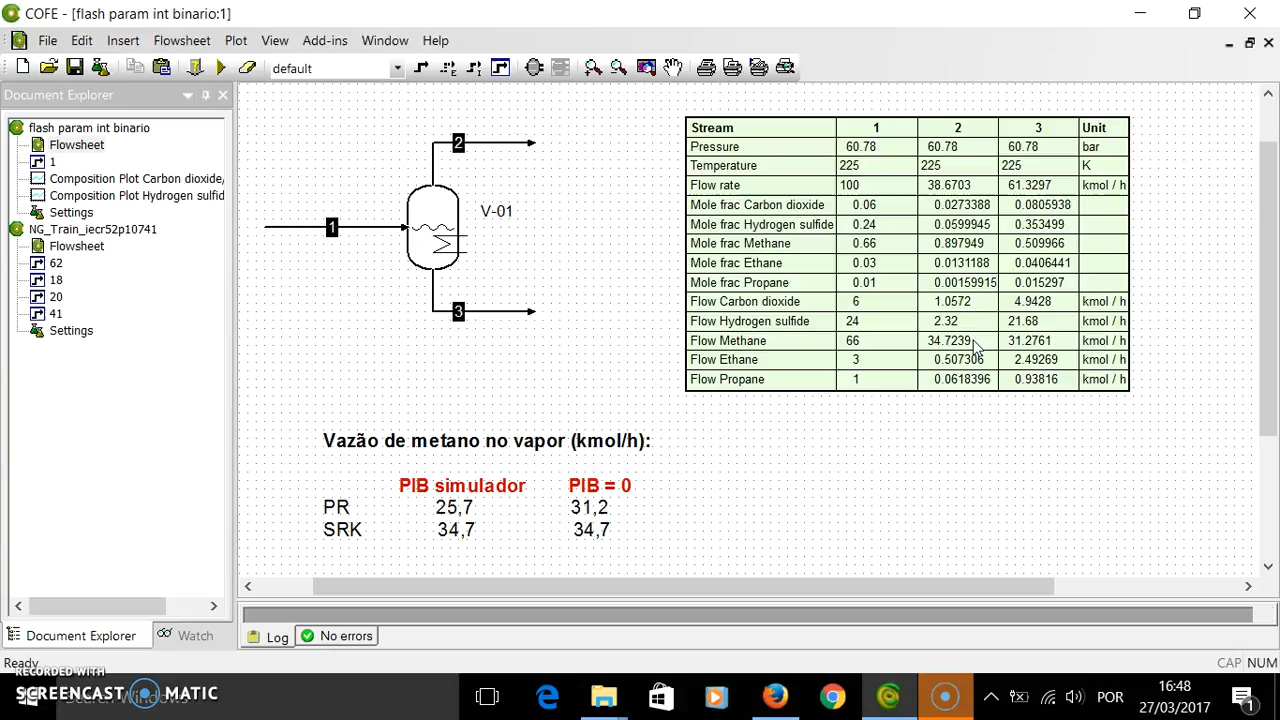 COFE - [flash param int binario:1]
File Edit Insert Flowsheet Plot View Add-ins Window Help
default
Document Explorer
flash param int binario
Flowsheet
1
Composition Plot Carbon dioxide,
Composition Plot Hydrogen sulfid
Settings
NG_Train_iecr52p10741
Flowsheet
62
18
20
41
Settings
Document Explorer Watch
2
1
V-01
3
Stream 1 2 3 Unit
Pressure 60.78 60.78 60.78 bar
Temperature 225 225 225 K
Flow rate 100 38.6703 61.3297 kmol / h
Mole frac Carbon dioxide 0.06 0.0273388 0.0805938
Mole frac Hydrogen sulfide 0.24 0.0599945 0.353499
Mole frac Methane 0.66 0.897949 0.509966
Mole frac Ethane 0.03 0.0131188 0.0406441
Mole frac Propane 0.01 0.00159915 0.015297
Flow Carbon dioxide 6 1.0572 4.9428 kmol / h
Flow Hydrogen sulfide 24 2.32 21.68 kmol / h
Flow Methane 66 34.7239 31.2761 kmol / h
Flow Ethane 3 0.507306 2.49269 kmol / h
Flow Propane 1 0.0618396 0.93816 kmol / h
Vazão de metano no vapor (kmol/h):
PIB simulador PIB = 0
PR 25,7 31,2
SRK 34,7 34,7
Log No errors
Ready CAP NUM
RECORDED WITH
SCREENCAST MATIC
Search Windows
POR
16:48
27/03/2017
1